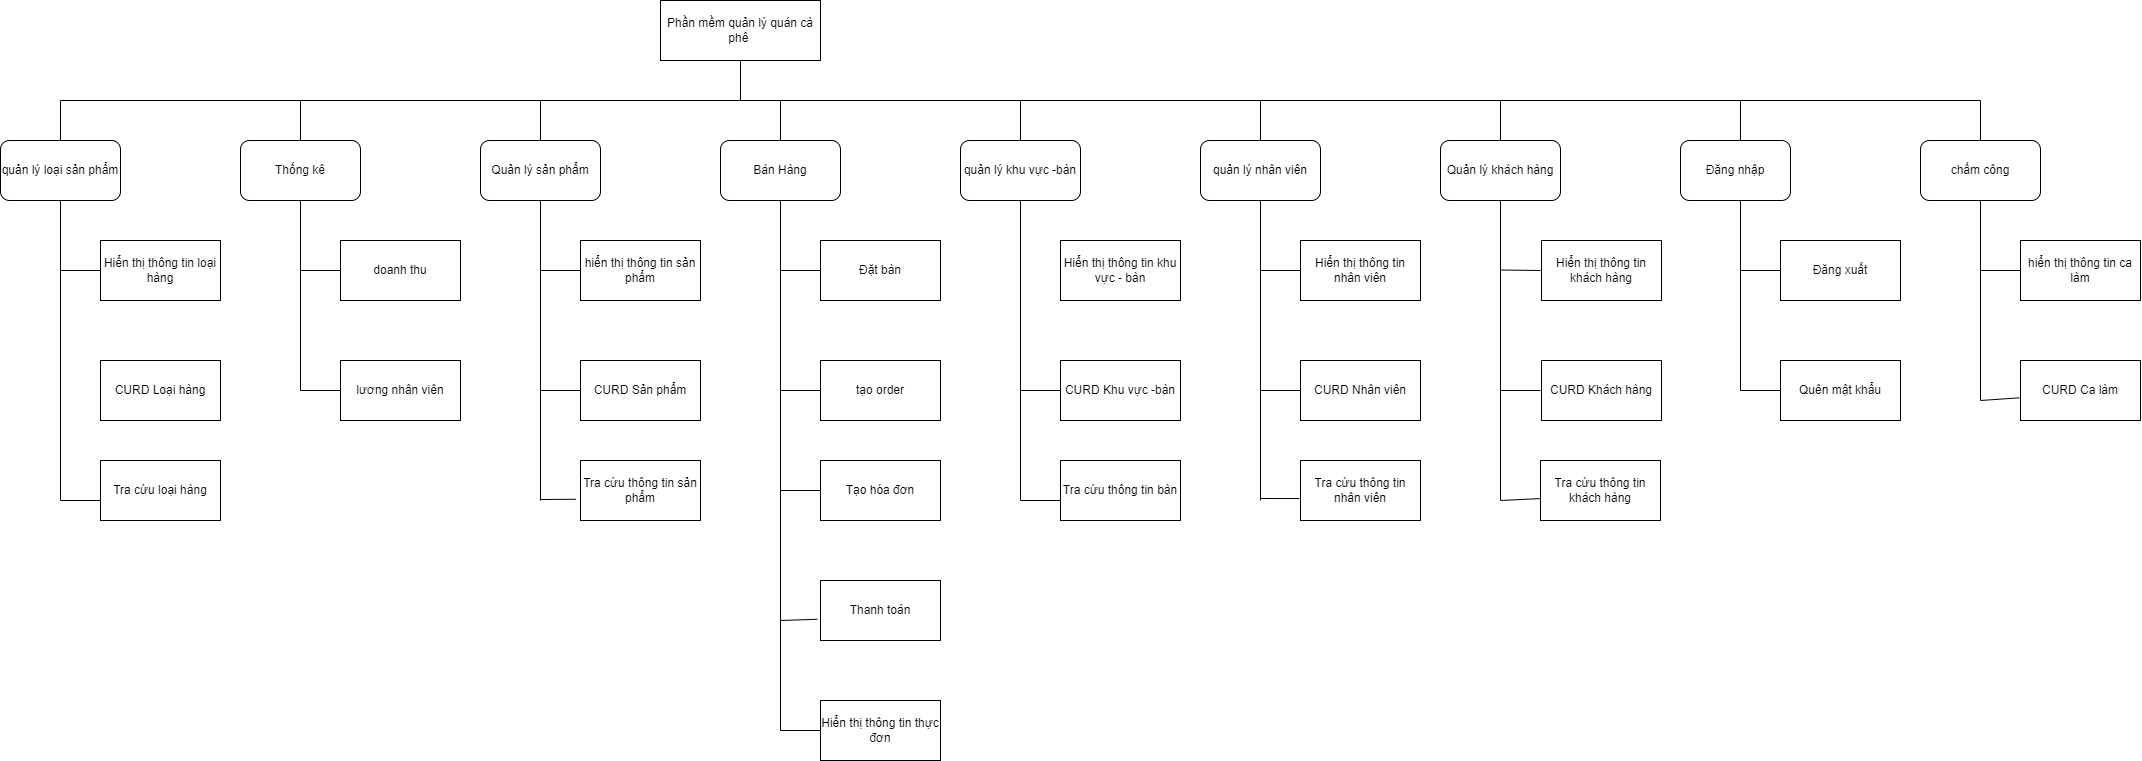 Phần mềm quản lý quán cà
phê
quản lý loại sản phẩm
Thống kê
Quản lý sản phẩm
Bán Hàng
quản lý khu vực -bàn
quản lý nhân viên
Quản lý khách hàng
Đăng nhập
chấm công
Hiển thị thông tin loại
hàng
doanh thu
hiển thị thông tin sản
phẩm
Đặt bàn
Hiển thị thông tin khu
vực - bàn
Hiển thị thông tin
nhân viên
Hiển thị thông tin
khách hàng
Đăng xuất
hiển thị thông tin ca
làm
CURD Loại hàng
lương nhân viên
CURD Sản phẩm
tạo order
CURD Khu vực -bàn
CURD Nhân viên
CURD Khách hàng
Quên mật khẩu
CURD Ca làm
Tra cứu loại hàng
Tra cứu thông tin sản
phẩm
Tạo hóa đơn
Tra cứu thông tin bàn
Tra cứu thông tin
nhân viên
Tra cứu thông tin
khách hàng
Thanh toán
Hiển thị thông tin thực
đơn